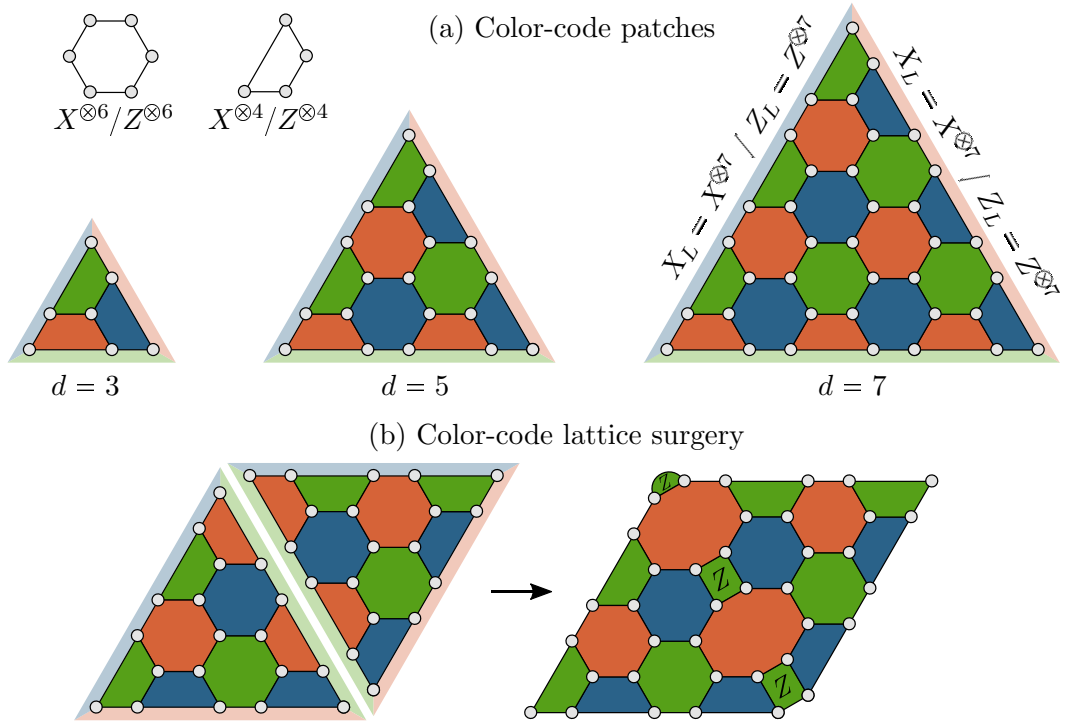 (a) Color-code patches
X⊗6/Z⊗6
X⊗4/Z⊗4
X_L = X⊗7 / Z_L = Z⊗7
X_L = X⊗7 / Z_L = Z⊗7
d = 3
d = 5
d = 7
(b) Color-code lattice surgery
Z
Z
Z